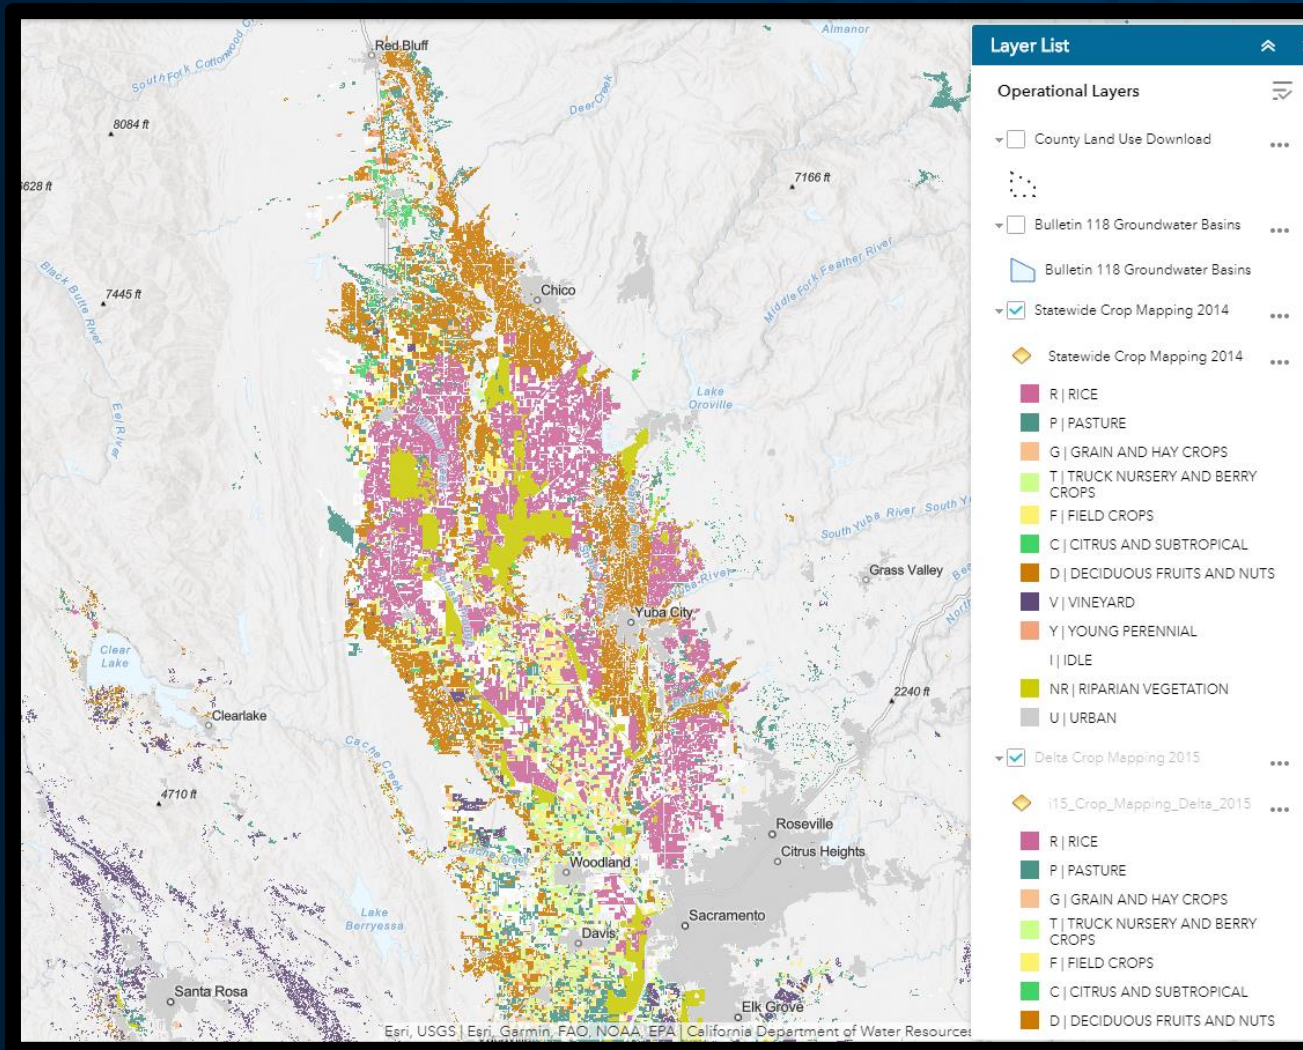 Red Bluff
Almanor
South Fork Cottonwood C
Deer Creek
8084 ft
7166 ft
6628 ft
Middle Fork Feather River
Black Butte River
7445 ft
Chico
Eel River
Lake
Oroville
South Yuba River
South Y
Grass Valley
Be
North
Yuba River
Yuba City
Clear
Lake
2240 ft
Clearlake
Cache Creek
4710 ft
Roseville
Citrus Heights
Cache Creek
Woodland
Lake
Berryessa
Sacramento
Davis
Santa Rosa
Elk Grove
Esri, USGS | Esri, Garmin, FAO, NOAA, EPA | California Department of Water Resources
Layer List
Operational Layers
County Land Use Download
Bulletin 118 Groundwater Basins
Bulletin 118 Groundwater Basins
Statewide Crop Mapping 2014
Statewide Crop Mapping 2014
R | RICE
P | PASTURE
G | GRAIN AND HAY CROPS
T | TRUCK NURSERY AND BERRY
CROPS
F | FIELD CROPS
C | CITRUS AND SUBTROPICAL
D | DECIDUOUS FRUITS AND NUTS
V | VINEYARD
Y | YOUNG PERENNIAL
I | IDLE
NR | RIPARIAN VEGETATION
U | URBAN
Delta Crop Mapping 2015
i15_Crop_Mapping_Delta_2015
R | RICE
P | PASTURE
G | GRAIN AND HAY CROPS
T | TRUCK NURSERY AND BERRY
CROPS
F | FIELD CROPS
C | CITRUS AND SUBTROPICAL
D | DECIDUOUS FRUITS AND NUTS